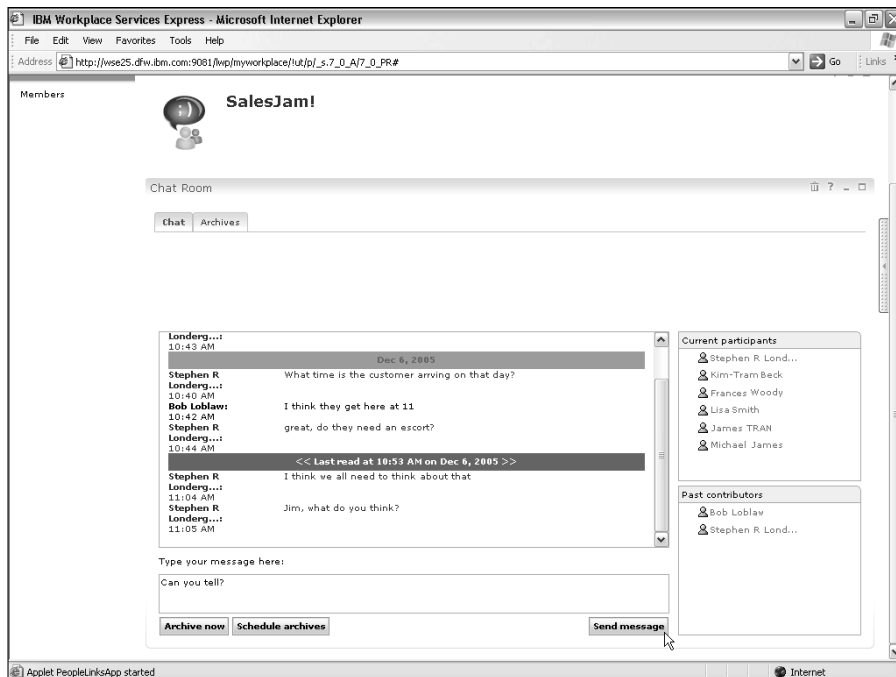 IBM Workplace Services Express - Microsoft Internet Explorer
File Edit View Favorites Tools Help
Address http://wse25.dfw.ibm.com:9081/lwp/myworkplace/!ut/p/_s.7_0_A/7_0_PR# Go Links
Members
SalesJam!
Chat Room
Chat Archives
Londerg...:
10:43 AM
Dec 6, 2005
Stephen R What time is the customer arrving on that day?
Londerg...:
10:40 AM
Bob Loblaw: I think they get here at 11
10:42 AM
Stephen R great, do they need an escort?
Londerg...:
10:44 AM
<< Last read at 10:53 AM on Dec 6, 2005 >>
Stephen R I think we all need to think about that
Londerg...:
11:04 AM
Stephen R Jim, what do you think?
Londerg...:
11:05 AM
Current participants
Stephen R Lond...
Kim-Tram Beck
Frances Woody
Lisa Smith
James TRAN
Michael James
Past contributors
Bob Loblaw
Stephen R Lond...
Type your message here:
Can you tell?
Archive now Schedule archives Send message
Applet PeopleLinksApp started Internet